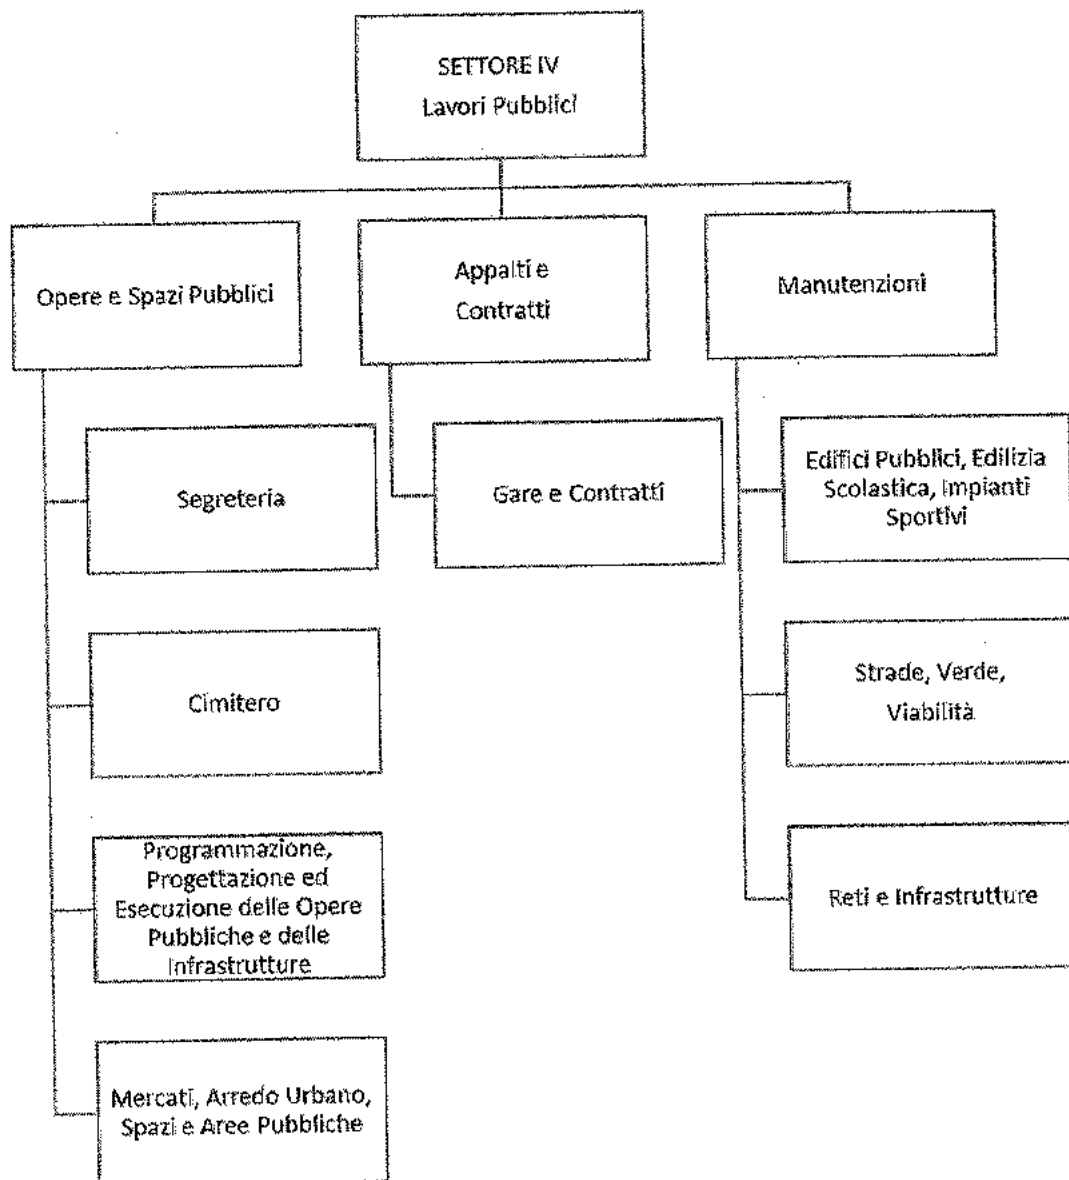 SETTORE IV
Lavori Pubblici
Opere e Spazi Pubblici
Appalti e
Contratti
Manutenzioni
Segreteria
Gare e Contratti
Edifici Pubblici, Edilizia
Scolastica, Impianti
Sportivi
Cimitero
Strade, Verde,
Viabilità
Programmazione,
Progettazione ed
Esecuzione delle Opere
Pubbliche e delle
Infrastrutture
Reti e Infrastrutture
Mercati, Arredo Urbano,
Spazi e Aree Pubbliche